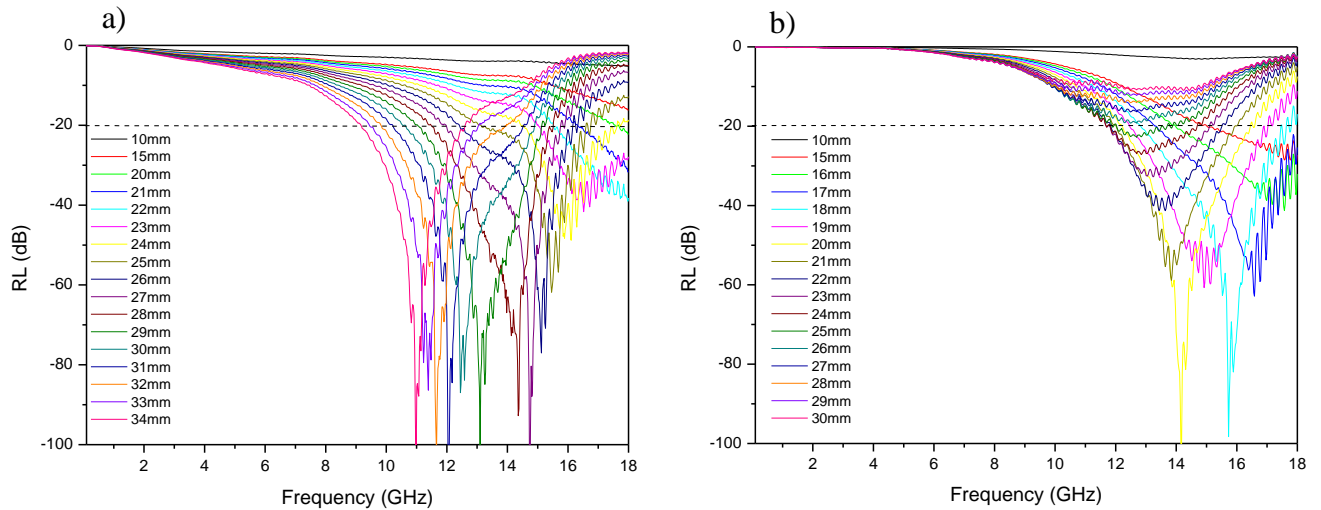 a)
0
-20
-40
-60
-80
-100
RL (dB)
10mm
15mm
20mm
21mm
22mm
23mm
24mm
25mm
26mm
27mm
28mm
29mm
30mm
31mm
32mm
33mm
34mm
2 4 6 8 10 12 14 16 18
Frequency (GHz)
b)
0
-20
-40
-60
-80
-100
RL (dB)
10mm
15mm
16mm
17mm
18mm
19mm
20mm
21mm
22mm
23mm
24mm
25mm
26mm
27mm
28mm
29mm
30mm
2 4 6 8 10 12 14 16 18
Frequency (GHz)